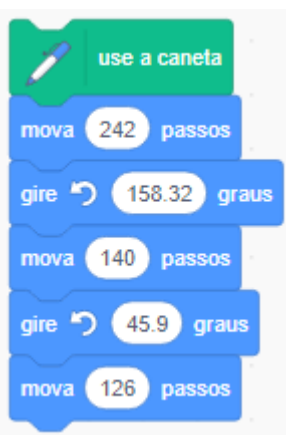 use a caneta
mova 242 passos
gire 158.32 graus
mova 140 passos
gire 45.9 graus
mova 126 passos